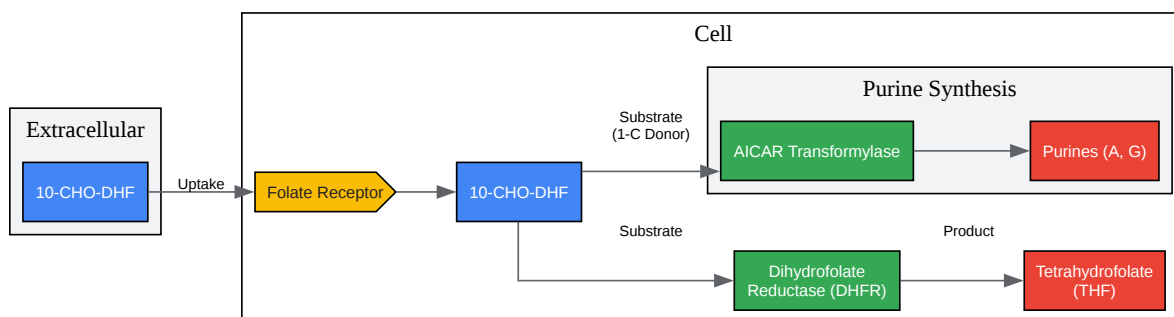 Cell
Purine Synthesis
Extracellular
Substrate
(1-C Donor)
AICAR Transformylase
Purines (A, G)
10-CHO-DHF
Uptake
Folate Receptor
10-CHO-DHF
Substrate
Product
Dihydrofolate
Reductase (DHFR)
Tetrahydrofolate
(THF)